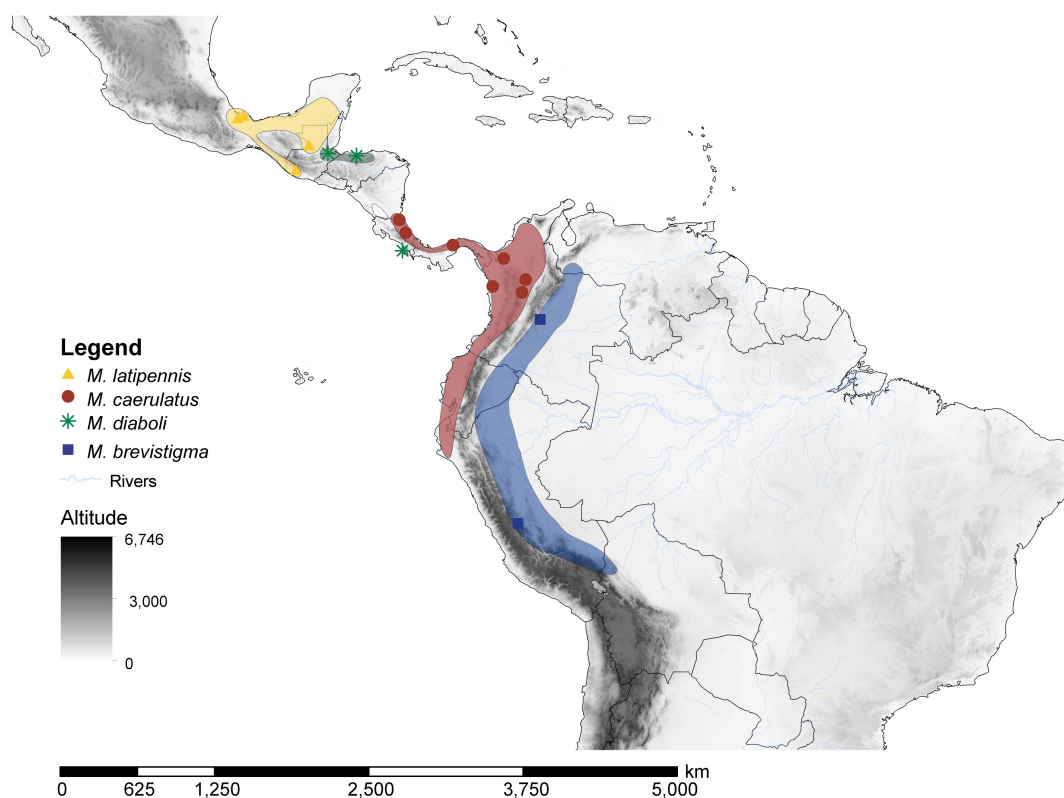 Legend
M. latipennis
M. caerulatus
M. diaboli
M. brevistigma
Rivers
Altitude
6,746
3,000
0
km
0 625 1,250 2,500 3,750 5,000